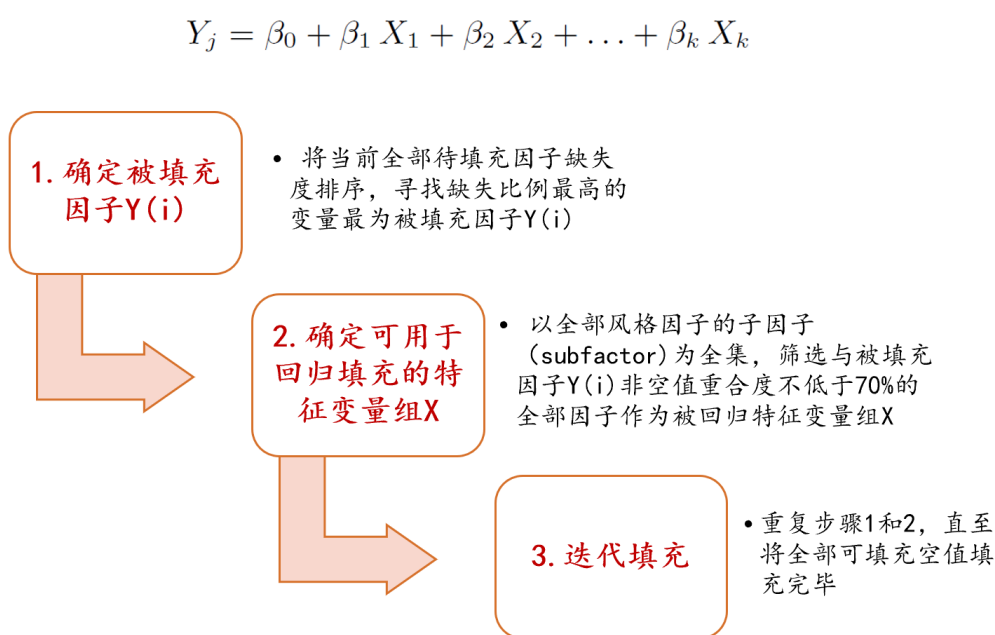 Y_j = β_0 + β_1 X_1 + β_2 X_2 + ... + β_k X_k
1.确定被填充
因子Y(i)
• 将当前全部待填充因子缺失
度排序，寻找缺失比例最高的
变量最为被填充因子Y(i)
2.确定可用于
回归填充的特
征变量组X
• 以全部风格因子的子因子
(subfactor)为全集，筛选与被填充
因子Y(i)非空值重合度不低于70%的
全部因子作为被回归特征变量组X
3.迭代填充
•重复步骤1和2，直至
将全部可填充空值填
充完毕